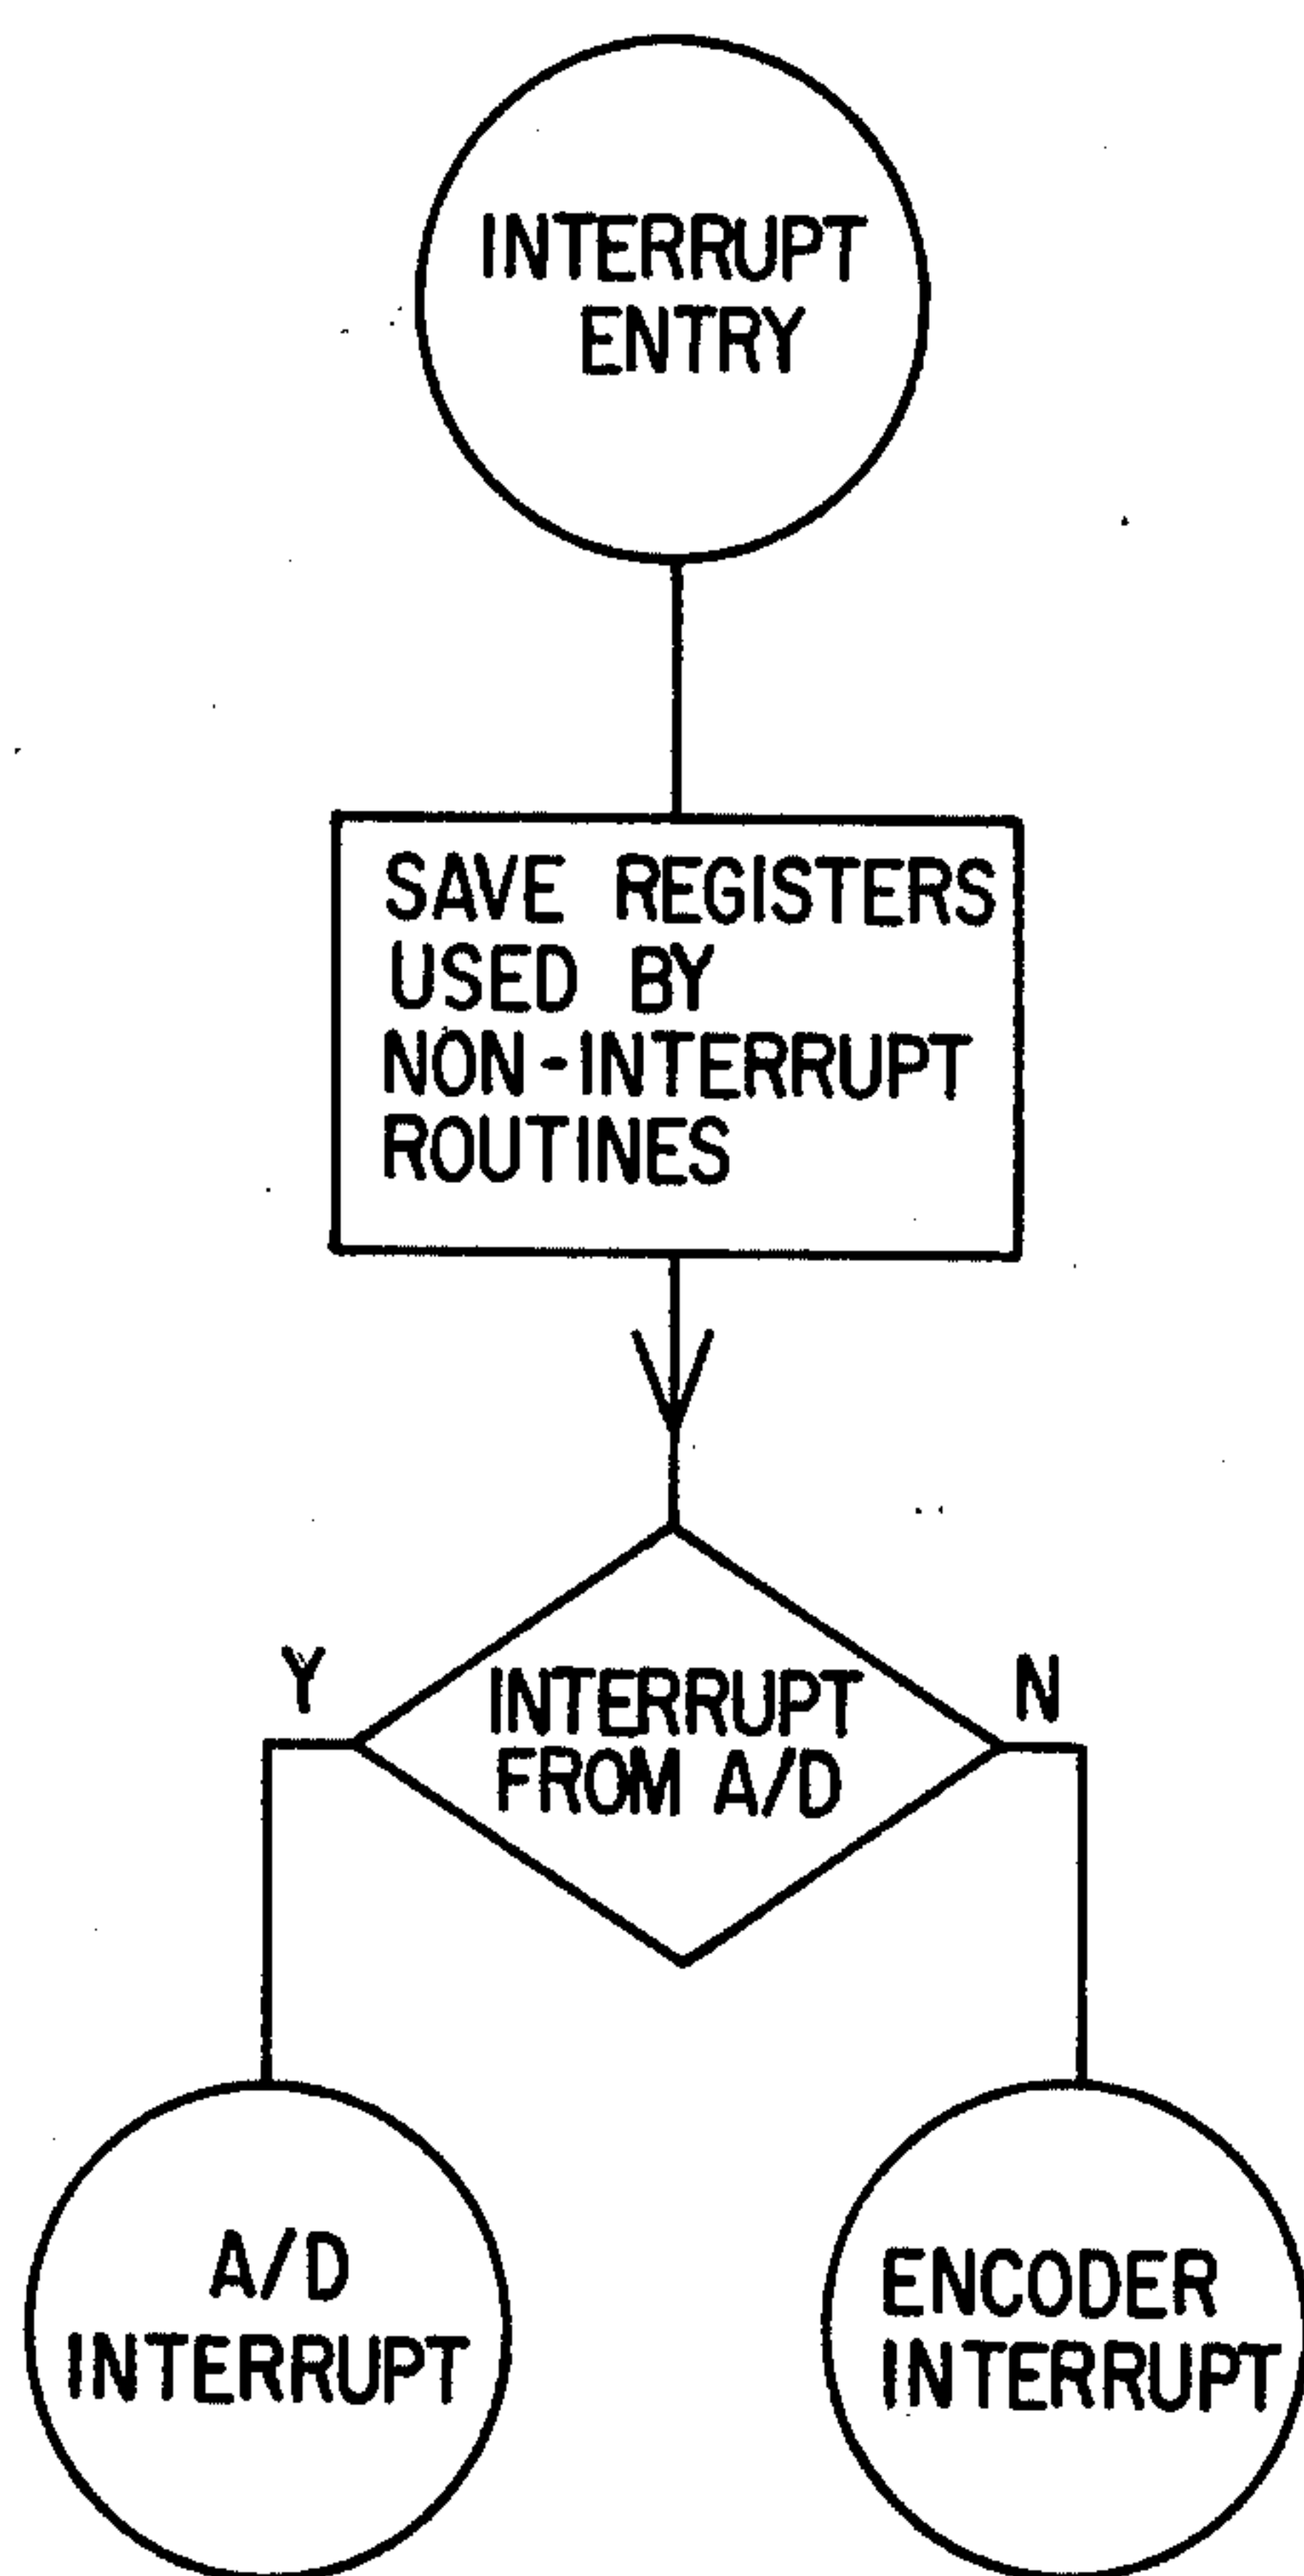 INTERRUPT
ENTRY
SAVE REGISTERS
USED BY
NON-INTERRUPT
ROUTINES
Y
N
INTERRUPT
FROM A/D
A/D
INTERRUPT
ENCODER
INTERRUPT